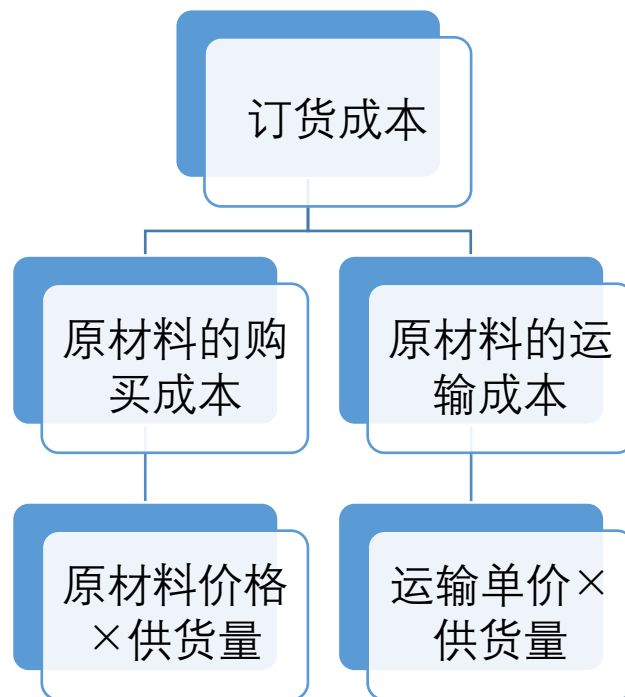 订货成本
原材料的购
买成本
原材料的运
输成本
原材料价格
×供货量
运输单价×
供货量